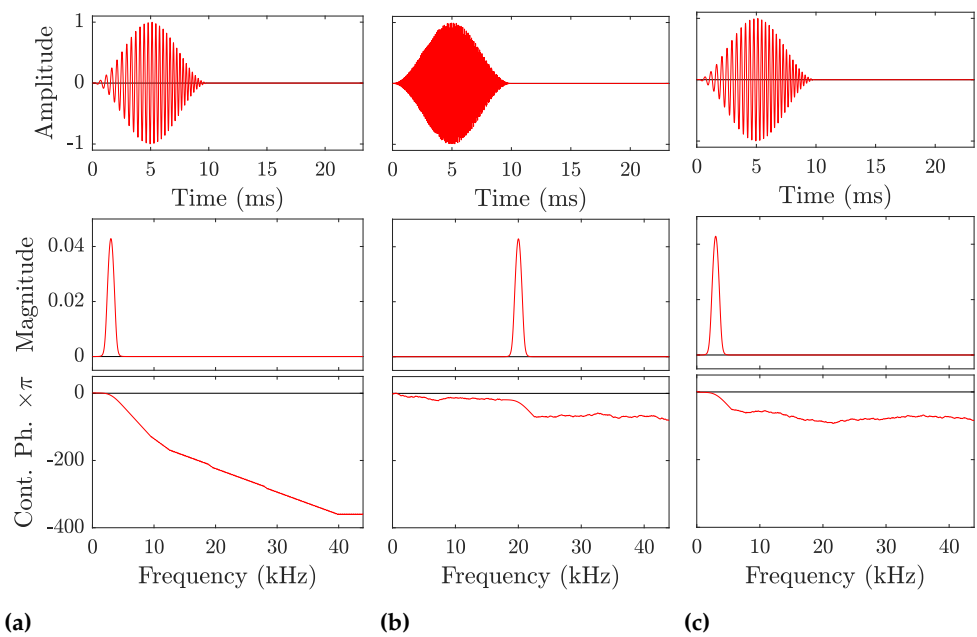 Amplitude
1
0
-1
0 5 10 15 20
Time (ms)
0 5 10 15 20
Time (ms)
0 5 10 15 20
Time (ms)
Magnitude
0.04
0.02
0
Cont. Ph. ×π
0
-200
-400
0 10 20 30 40
Frequency (kHz)
0 10 20 30 40
Frequency (kHz)
0 10 20 30 40
Frequency (kHz)
(a) (b) (c)